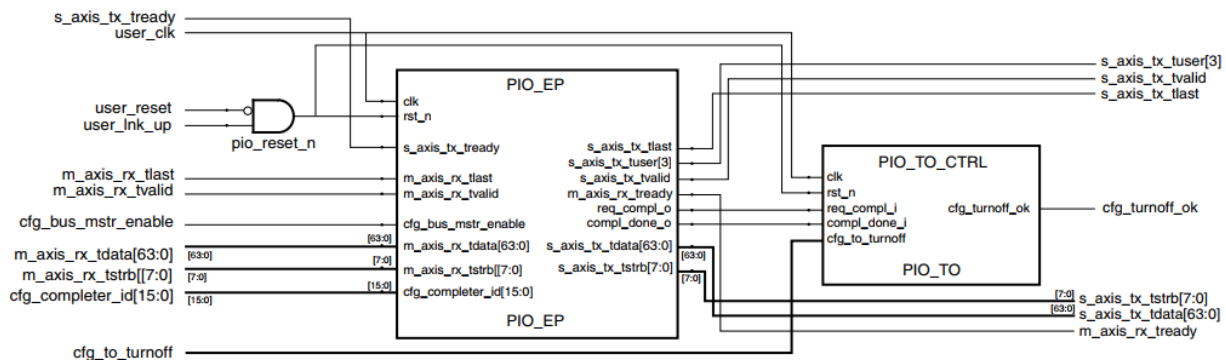 s_axis_tx_tready
user_clk
user_reset
user_lnk_up
pio_reset_n
m_axis_rx_tlast
m_axis_rx_tvalid
cfg_bus_mstr_enable
m_axis_rx_tdata[63:0]
[63:0]
m_axis_rx_tstrb[[7:0]
[7:0]
cfg_completer_id[15:0]
[15:0]
cfg_to_turnoff
PIO_EP
clk
rst_n
s_axis_tx_tready
m_axis_rx_tlast
m_axis_rx_tvalid
cfg_bus_mstr_enable
[63:0]
m_axis_rx_tdata[63:0]
[7:0]
m_axis_rx_tstrb[[7:0]
[15:0]
cfg_completer_id[15:0]
s_axis_tx_tlast
s_axis_tx_tuser[3]
s_axis_tx_tvalid
m_axis_rx_tready
req_compl_o
compl_done_o
s_axis_tx_tdata[63:0]
[63:0]
s_axis_tx_tstrb[7:0]
[7:0]
PIO_EP
PIO_TO_CTRL
clk
rst_n
req_compl_i
compl_done_i
cfg_to_turnoff
cfg_turnoff_ok
PIO_TO
s_axis_tx_tuser[3]
s_axis_tx_tvalid
s_axis_tx_tlast
cfg_turnoff_ok
[7:0]
s_axis_tx_tstrb[7:0]
[63:0]
s_axis_tx_tdata[63:0]
m_axis_rx_tready